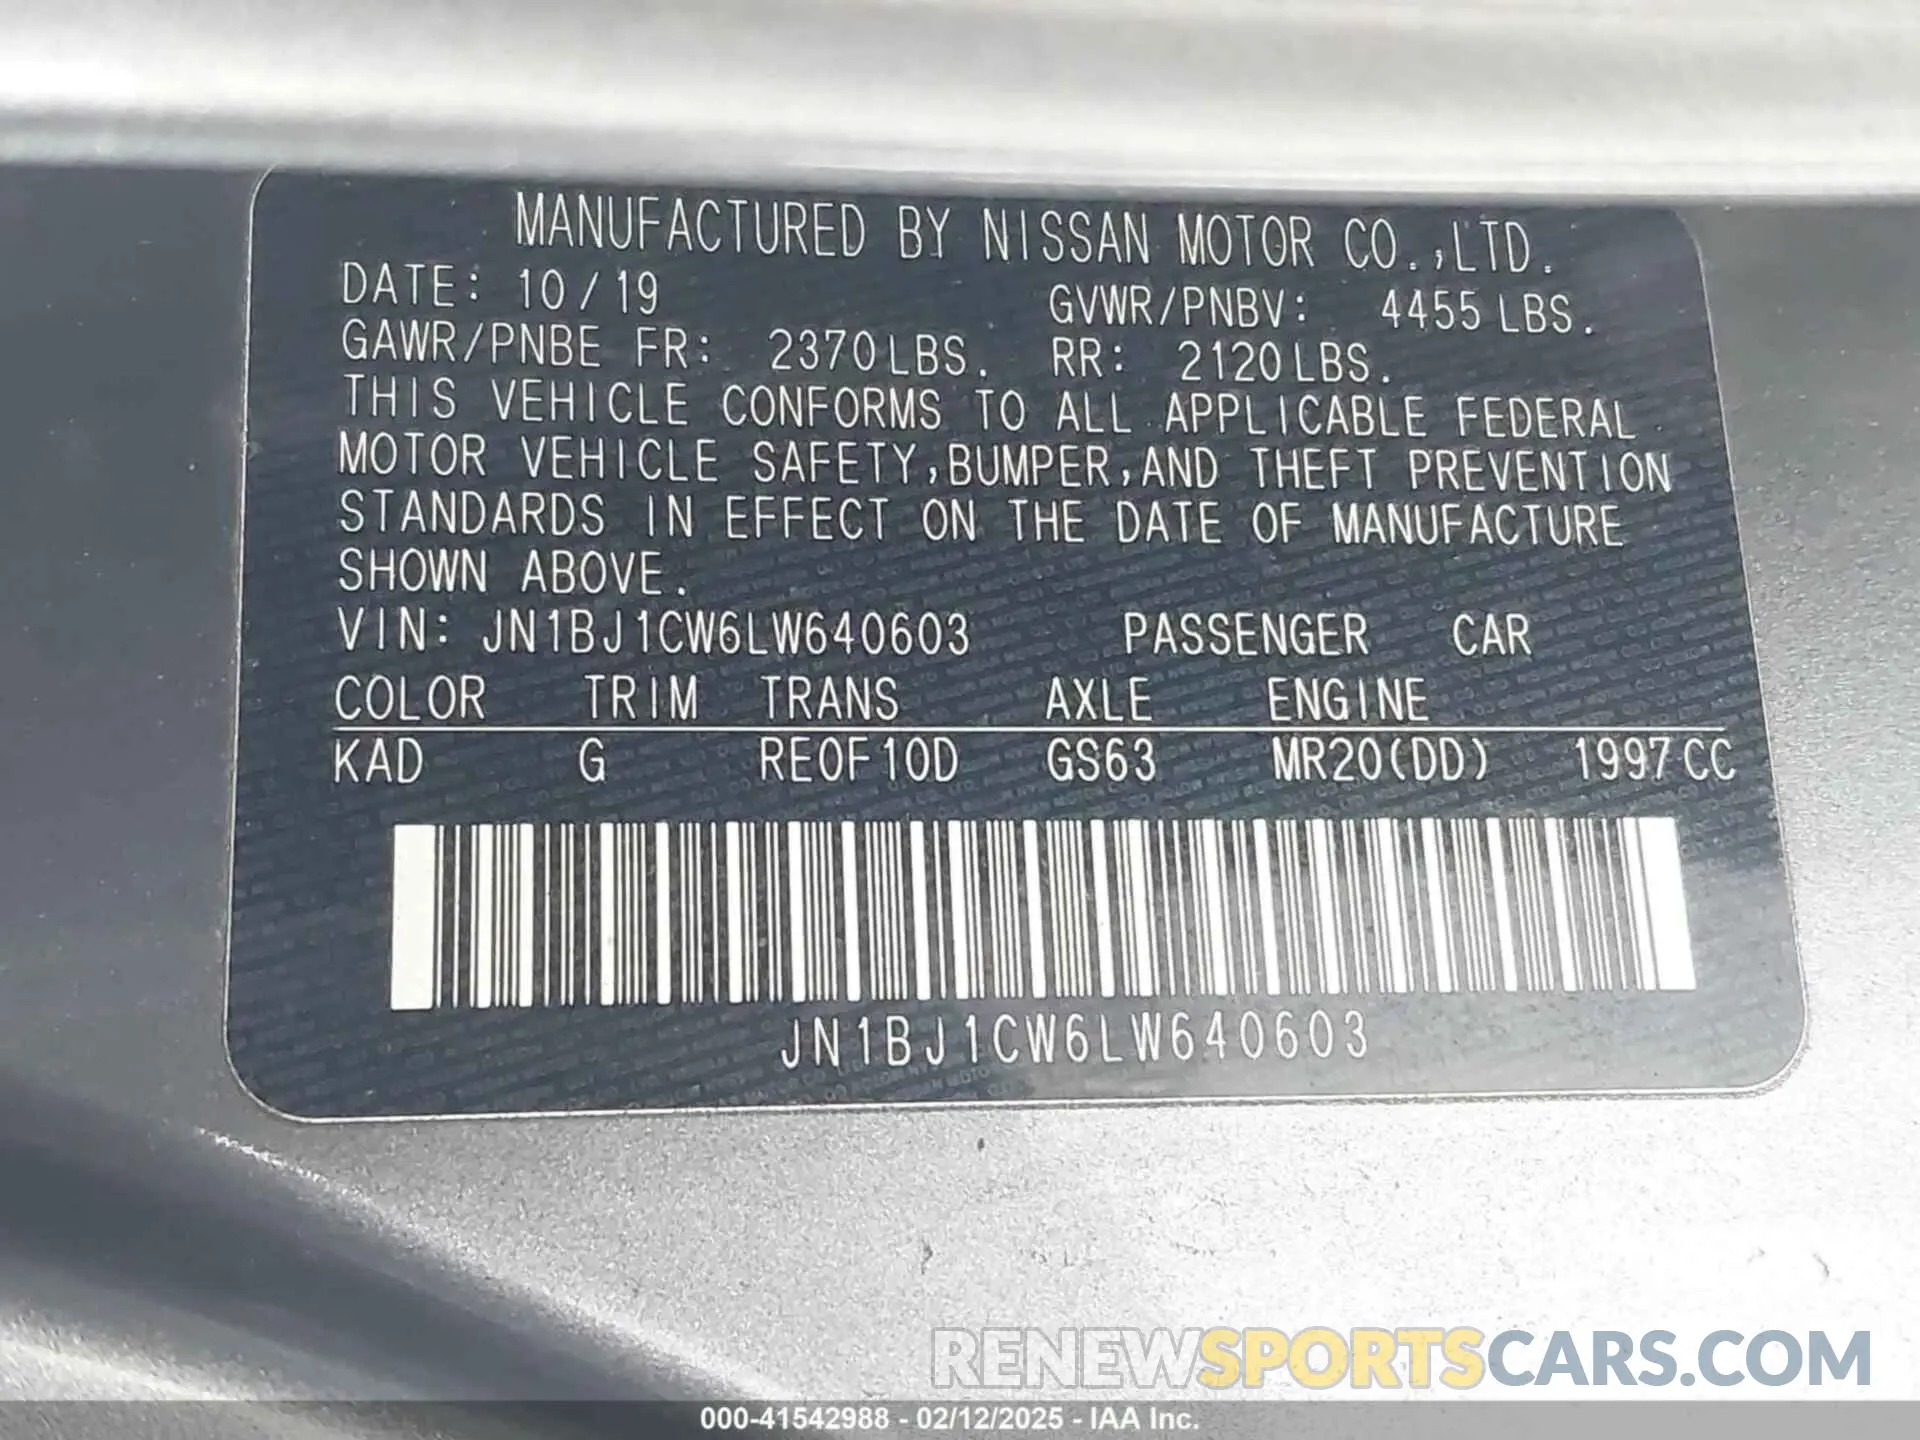 MANUFACTURED BY NISSAN MOTOR CO.,LTD.
DATE: 10/19 GVWR/PNBV: 4455 LBS.
GAWR/PNBE FR: 2370 LBS. RR: 2120 LBS.
THIS VEHICLE CONFORMS TO ALL APPLICABLE FEDERAL
MOTOR VEHICLE SAFETY,BUMPER,AND THEFT PREVENTION
STANDARDS IN EFFECT ON THE DATE OF MANUFACTURE
SHOWN ABOVE.
VIN: JN1BJ1CW6LW640603 PASSENGER CAR
COLOR TRIM TRANS AXLE ENGINE
KAD G RE0F10D GS63 MR20(DD) 1997 CC
JN1BJ1CW6LW640603
RENEWSPORTSCARS.COM
000-41542988 - 02/12/2025 - IAA Inc.